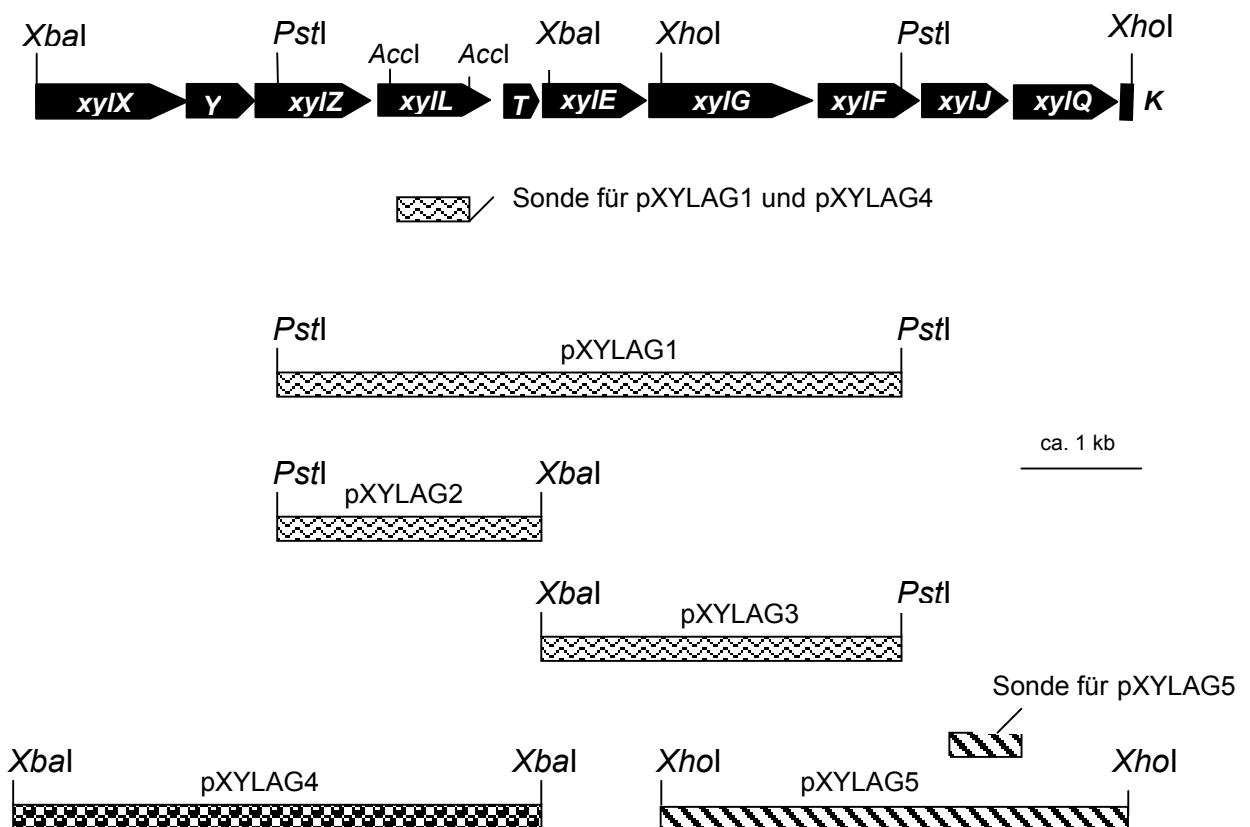 XbaI PstI AccI AccI XbaI XhoI PstI XhoI
xylX Y xylZ xylL T xylE xylG xylF xylJ xylQ K
Sonde für pXYLAG1 und pXYLAG4
PstI PstI
pXYLAG1
ca. 1 kb
PstI XbaI
pXYLAG2
XbaI PstI
pXYLAG3
Sonde für pXYLAG5
XbaI XbaI XhoI XhoI
pXYLAG4 pXYLAG5